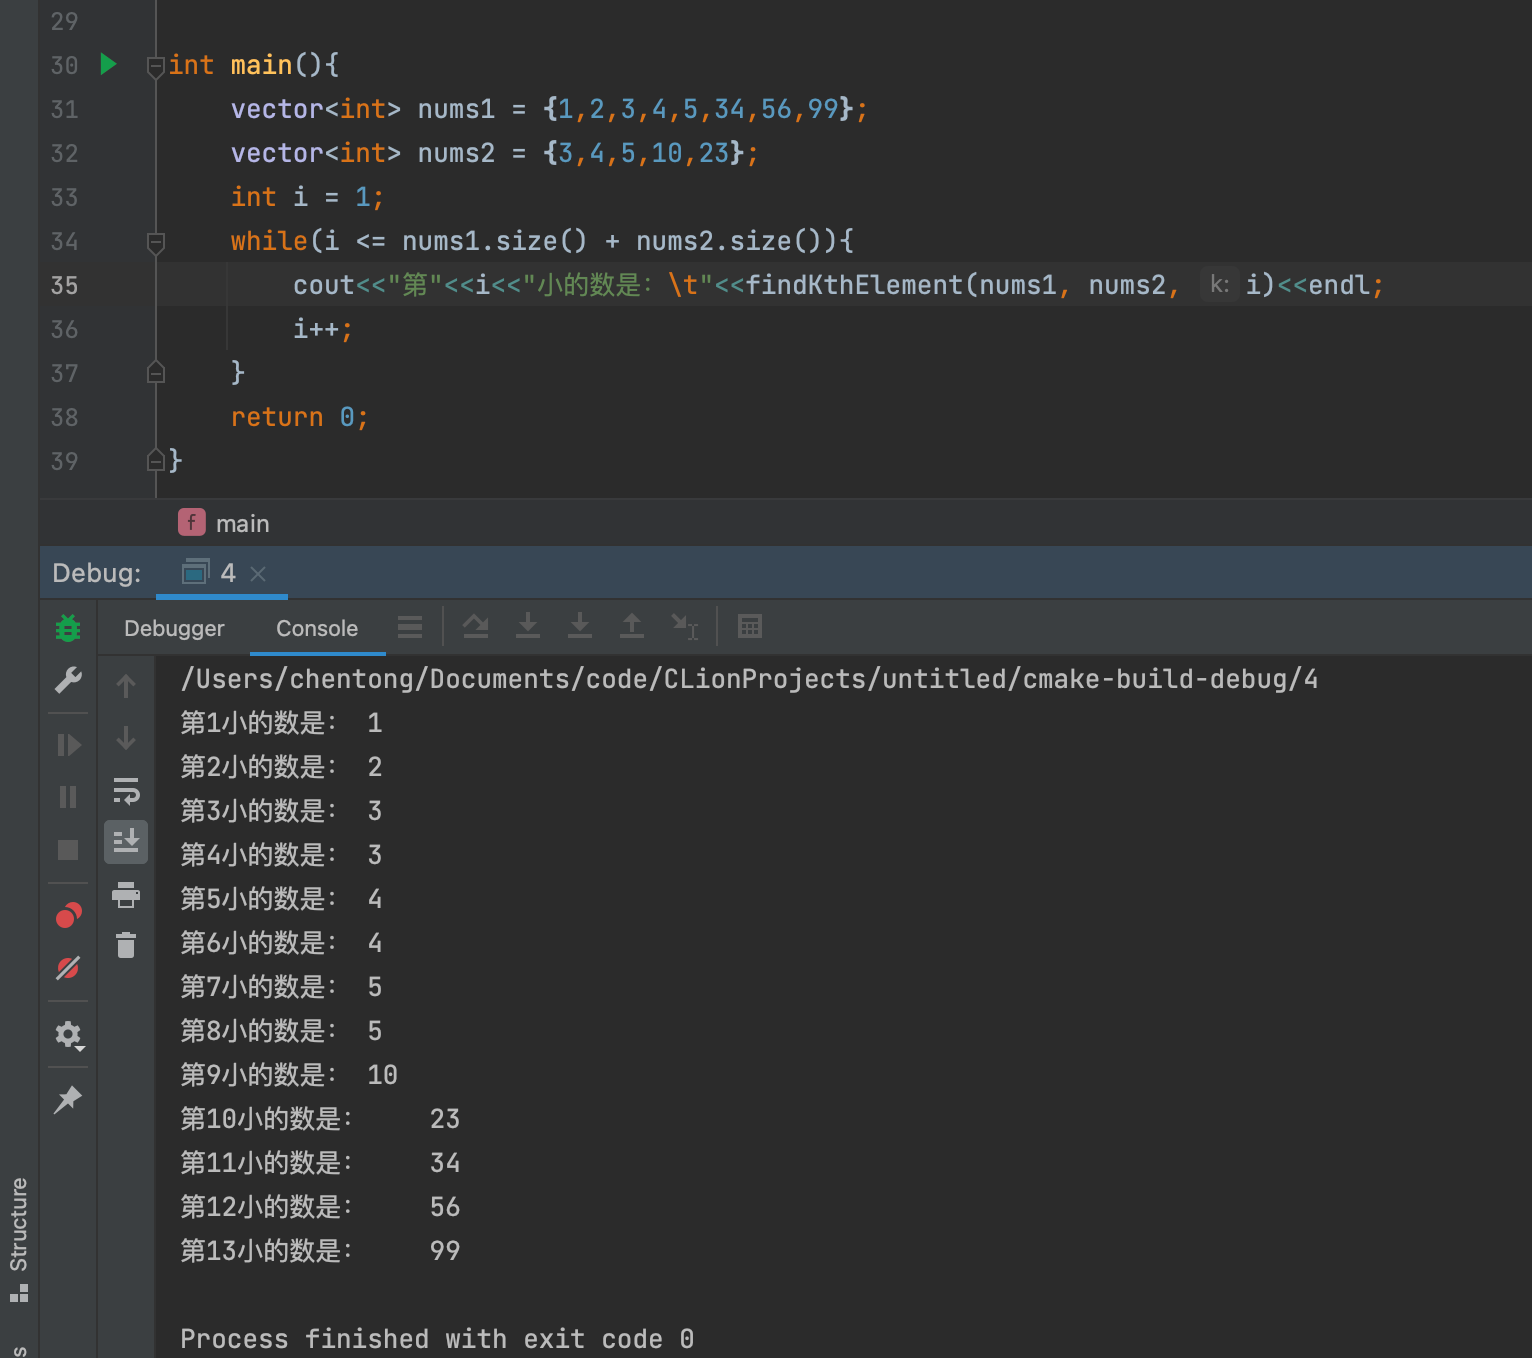 29
30 int main(){
31 vector<int> nums1 = {1,2,3,4,5,34,56,99};
32 vector<int> nums2 = {3,4,5,10,23};
33 int i = 1;
34 while(i <= nums1.size() + nums2.size()){
35 cout<<"第"<<i<<"小的数是：\t"<<findKthElement(nums1, nums2, k: i)<<endl;
36 i++;
37 }
38 return 0;
39 }
f main
Debug: 4
Debugger Console
/Users/chentong/Documents/code/CLionProjects/untitled/cmake-build-debug/4
第1小的数是： 1
第2小的数是： 2
第3小的数是： 3
第4小的数是： 3
第5小的数是： 4
第6小的数是： 4
第7小的数是： 5
第8小的数是： 5
第9小的数是： 10
第10小的数是： 23
第11小的数是： 34
第12小的数是： 56
第13小的数是： 99
Process finished with exit code 0
Structure